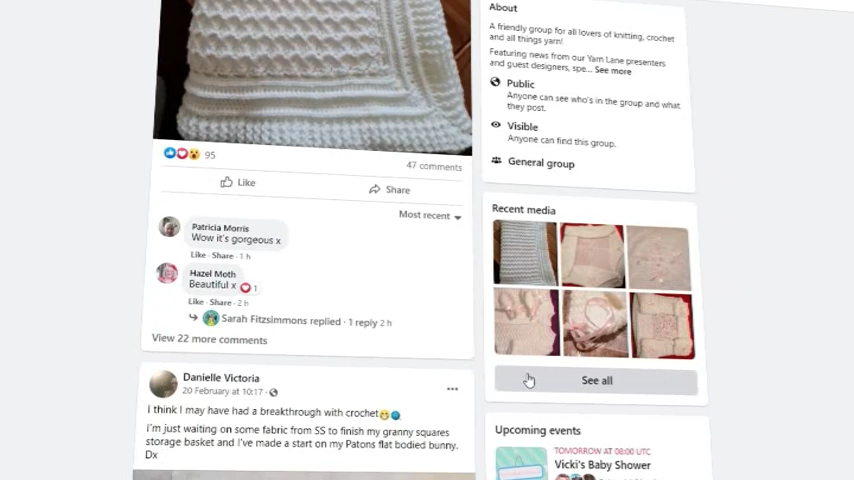 95
47 comments
Like
Share
Most recent
Patricia Morris
Wow it's gorgeous x
Like · Share · 1 h
Hazel Moth
Beautiful x
1
Like · Share · 2 h
Sarah Fitzsimmons replied · 1 reply 2 h
View 22 more comments
Danielle Victoria
20 February at 10:17 ·
I think I may have had a breakthrough with crochet
I'm just waiting on some fabric from SS to finish my granny squares
storage basket and I've made a start on my Patons flat bodied bunny.
Dx
About
A friendly group for all lovers of knitting, crochet
and all things yarn!
Featuring news from our Yarn Lane presenters
and guest designers, spe... See more
Public
Anyone can see who's in the group and what
they post.
Visible
Anyone can find this group.
General group
Recent media
See all
Upcoming events
TOMORROW AT 08:00 UTC
Vicki's Baby Shower